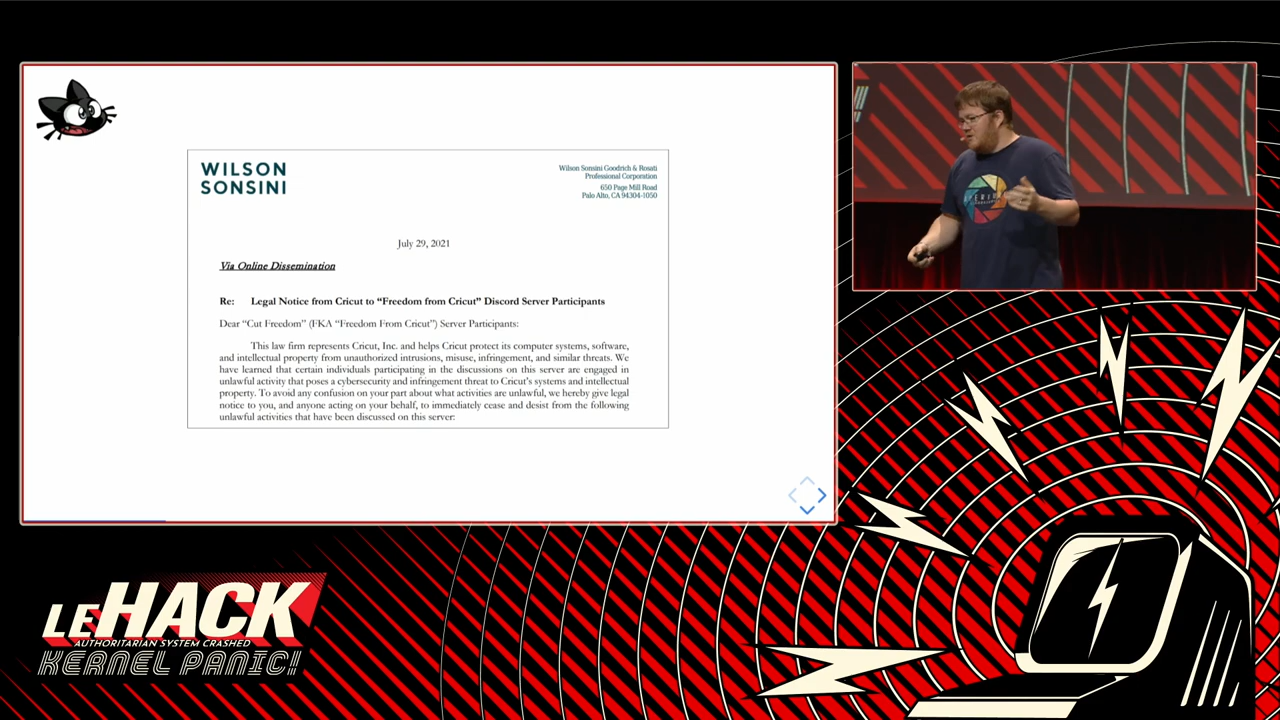 WILSON
SONSINI
Wilson Sonsini Goodrich & Rosati
Professional Corporation
650 Page Mill Road
Palo Alto, CA 94304-1050
July 29, 2021
Via Online Dissemination
Re: Legal Notice from Cricut to “Freedom from Cricut” Discord Server Participants
Dear “Cut Freedom” (FKA “Freedom From Cricut”) Server Participants:
This law firm represents Cricut, Inc. and helps Cricut protect its computer systems, software,
and intellectual property from unauthorized intrusions, misuse, infringement, and similar threats. We
have learned that certain individuals participating in the discussions on this server are engaged in
unlawful activity that poses a cybersecurity and infringement threat to Cricut’s systems and intellectual
property. To avoid any confusion on your part about what activities are unlawful, we hereby give legal
notice to you, and anyone acting on your behalf, to immediately cease and desist from the following
unlawful activities that have been discussed on this server:
LEHACK
AUTHORITARIAN SYSTEM CRASHED
KERNEL PANIC!